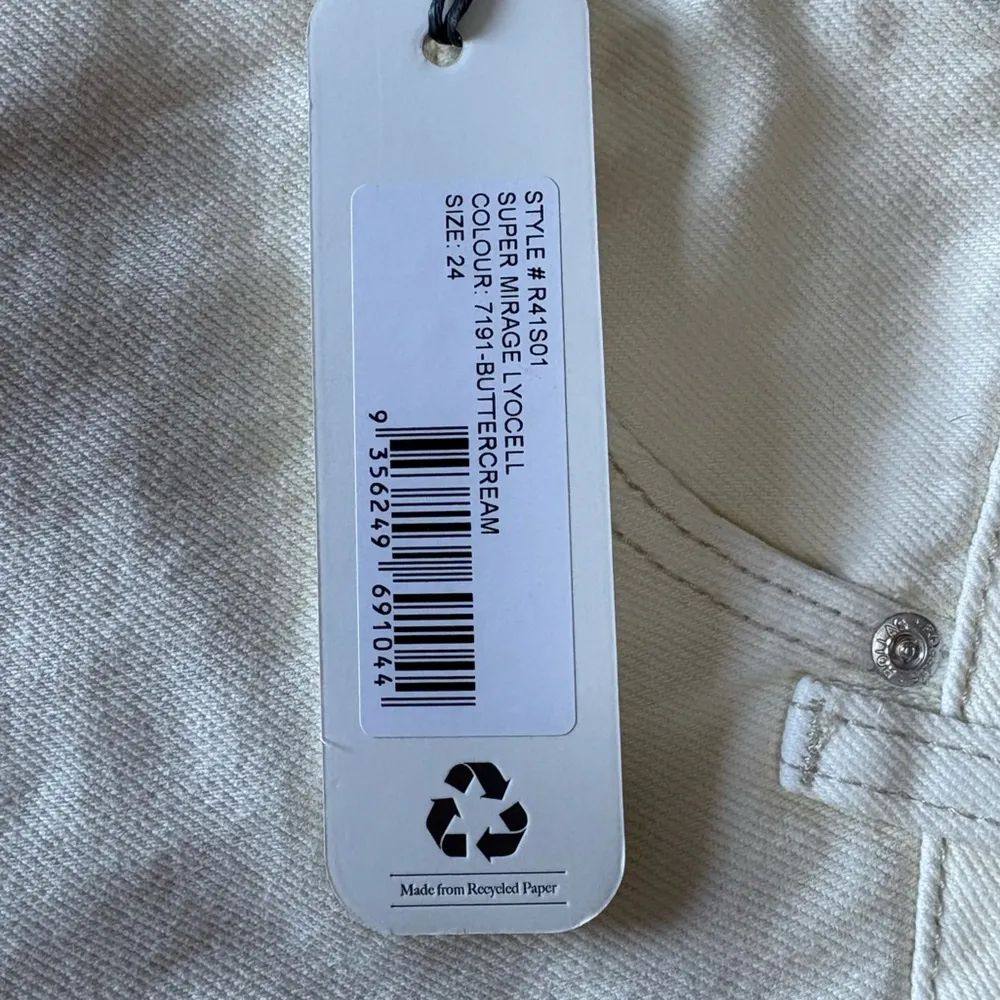 STYLE # R41S01
SUPER MIRAGE LYOCELL
COLOUR: 7191-BUTTERCREAM
SIZE: 24
9 356249 691044
Made from Recycled Paper